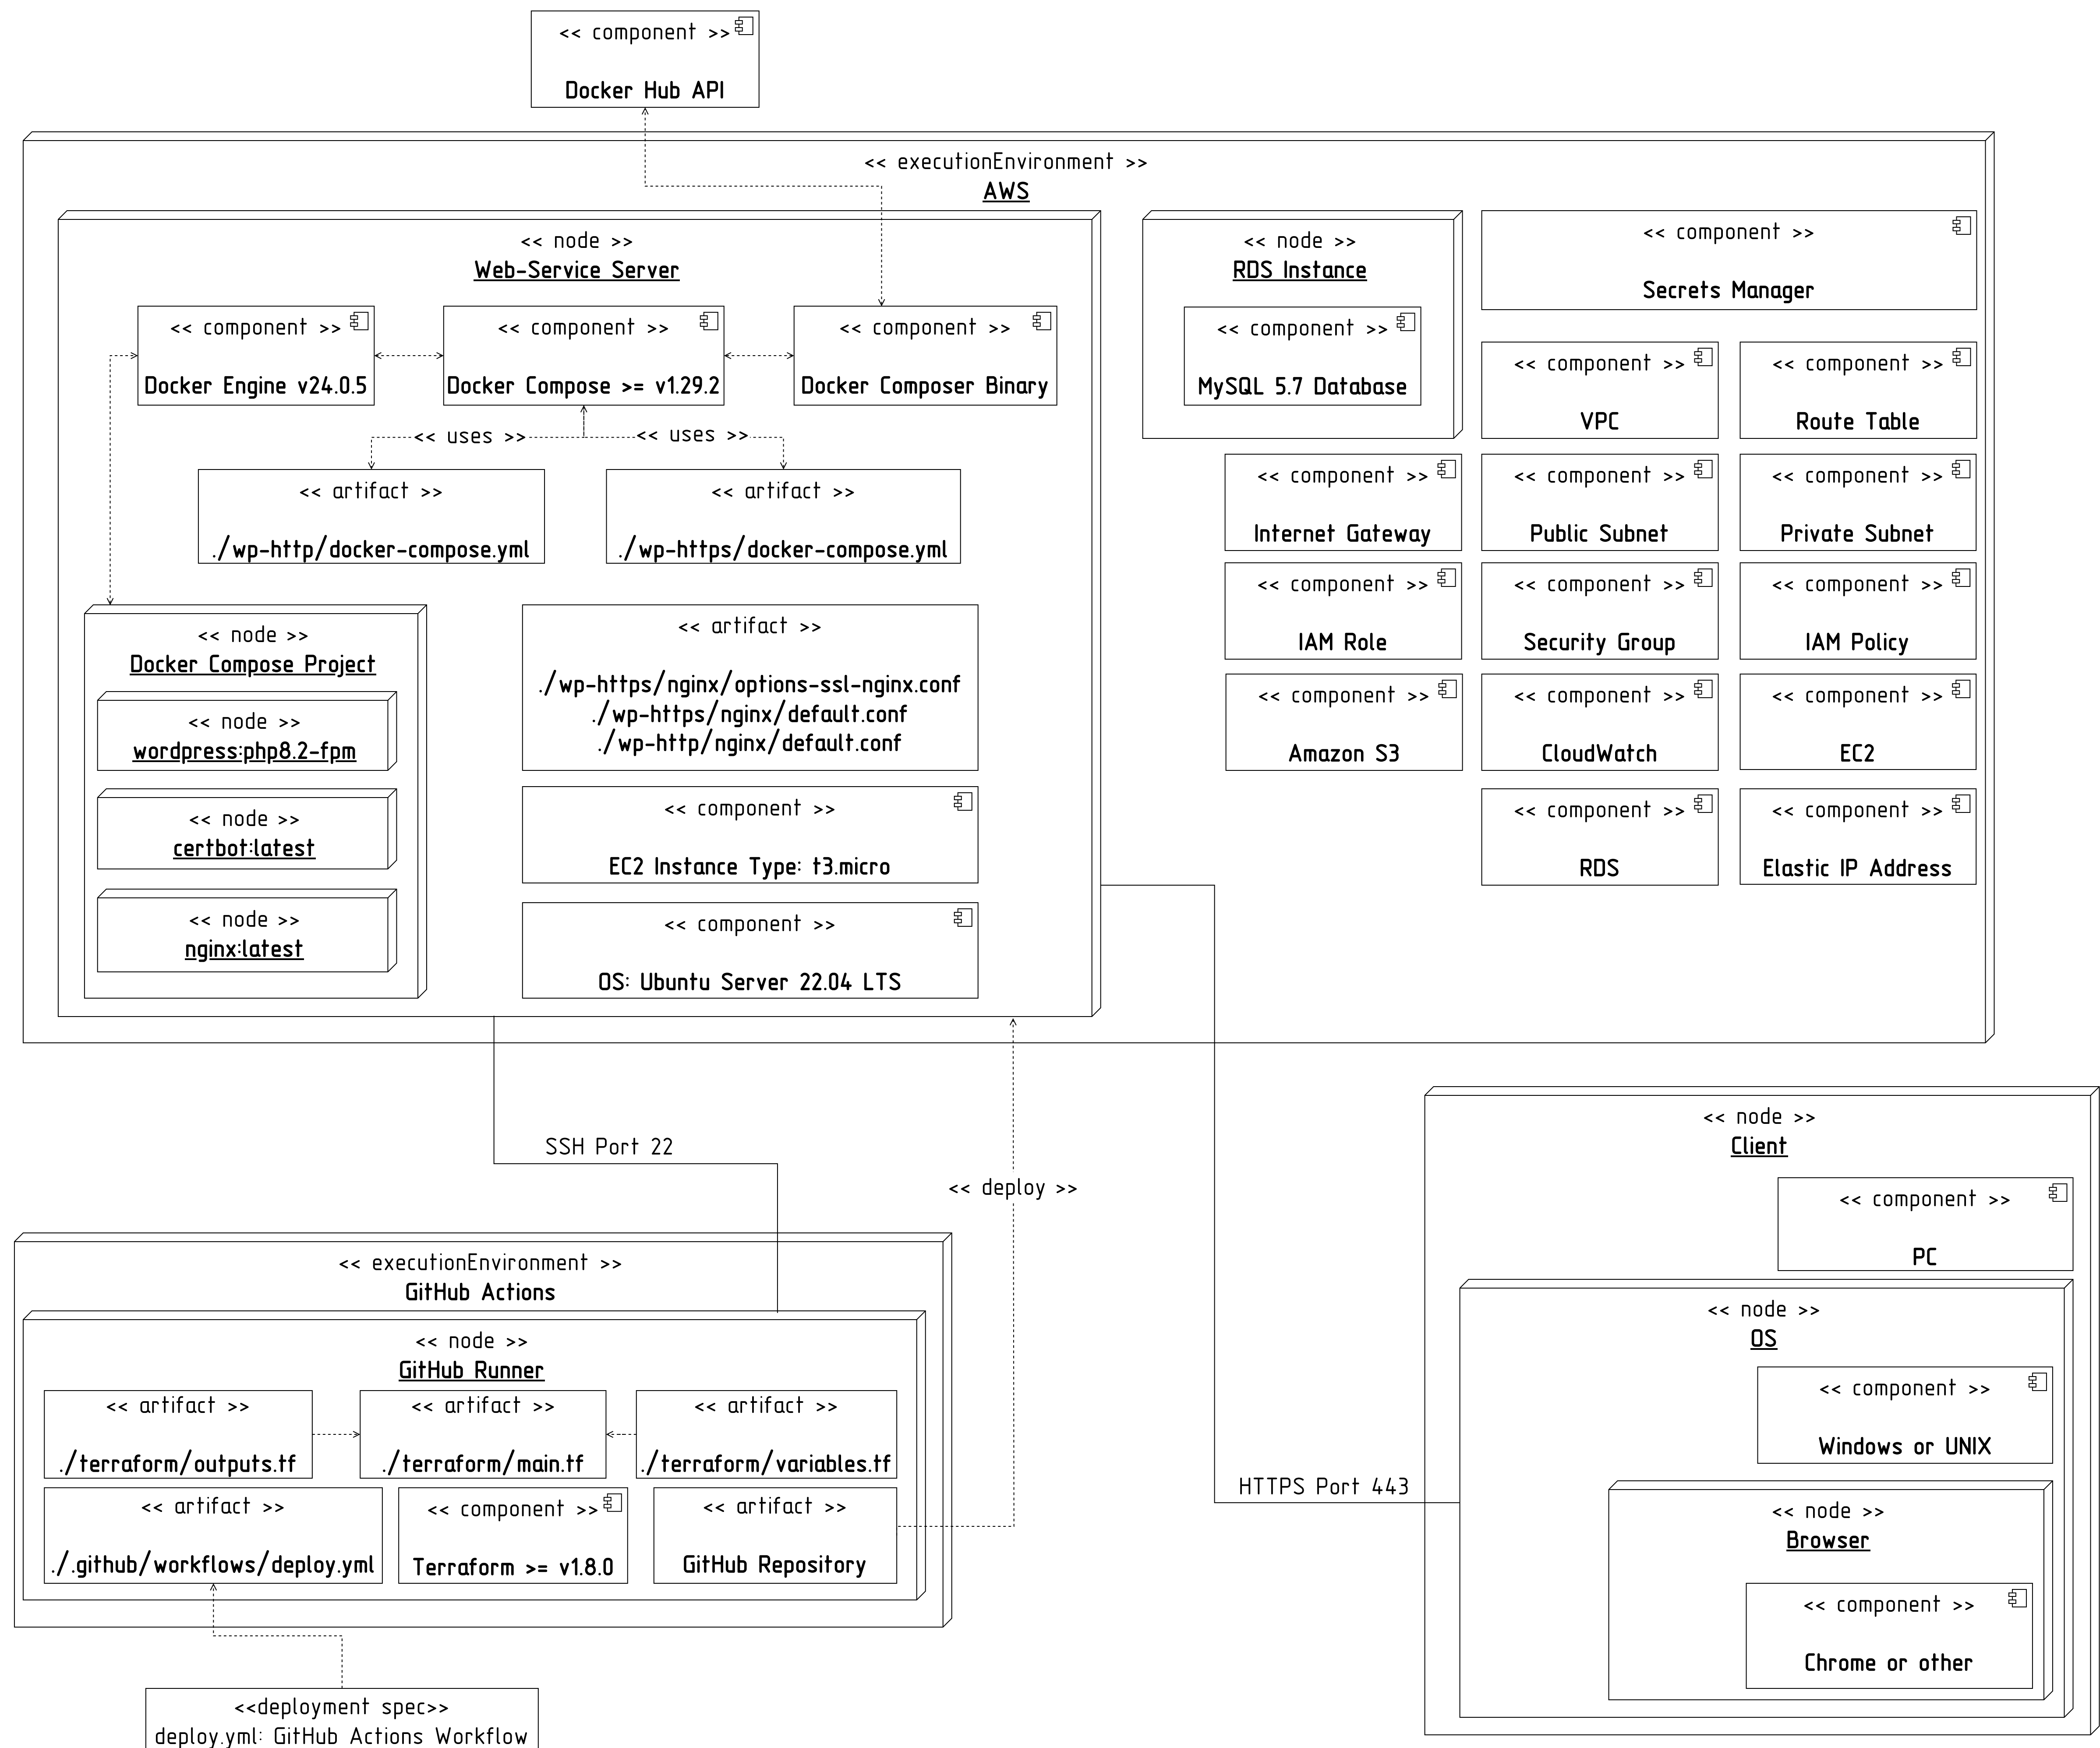 << component >>
Docker Hub API
<< executionEnvironment >>
AWS
<< node >>
Web-Service Server
<< component >>
Docker Engine v24.0.5
<< component >>
Docker Compose >= v1.29.2
<< component >>
Docker Composer Binary
<< uses >>
<< uses >>
<< artifact >>
./wp-http/docker-compose.yml
<< artifact >>
./wp-https/docker-compose.yml
<< node >>
Docker Compose Project
<< node >>
wordpress:php8.2-fpm
<< node >>
certbot:latest
<< node >>
nginx:latest
<< artifact >>
./wp-https/nginx/options-ssl-nginx.conf
./wp-https/nginx/default.conf
./wp-http/nginx/default.conf
<< component >>
EC2 Instance Type: t3.micro
<< component >>
OS: Ubuntu Server 22.04 LTS
<< node >>
RDS Instance
<< component >>
MySQL 5.7 Database
<< component >>
Secrets Manager
<< component >>
VPC
<< component >>
Route Table
<< component >>
Internet Gateway
<< component >>
Public Subnet
<< component >>
Private Subnet
<< component >>
IAM Role
<< component >>
Security Group
<< component >>
IAM Policy
<< component >>
Amazon S3
<< component >>
CloudWatch
<< component >>
EC2
<< component >>
RDS
<< component >>
Elastic IP Address
SSH Port 22
<< deploy >>
HTTPS Port 443
<< executionEnvironment >>
GitHub Actions
<< node >>
GitHub Runner
<< artifact >>
./terraform/outputs.tf
<< artifact >>
./terraform/main.tf
<< artifact >>
./terraform/variables.tf
<< artifact >>
./.github/workflows/deploy.yml
<< component >>
Terraform >= v1.8.0
<< artifact >>
GitHub Repository
<<deployment spec>>
deploy.yml: GitHub Actions Workflow
<< node >>
Client
<< component >>
PC
<< node >>
OS
<< component >>
Windows or UNIX
<< node >>
Browser
<< component >>
Chrome or other